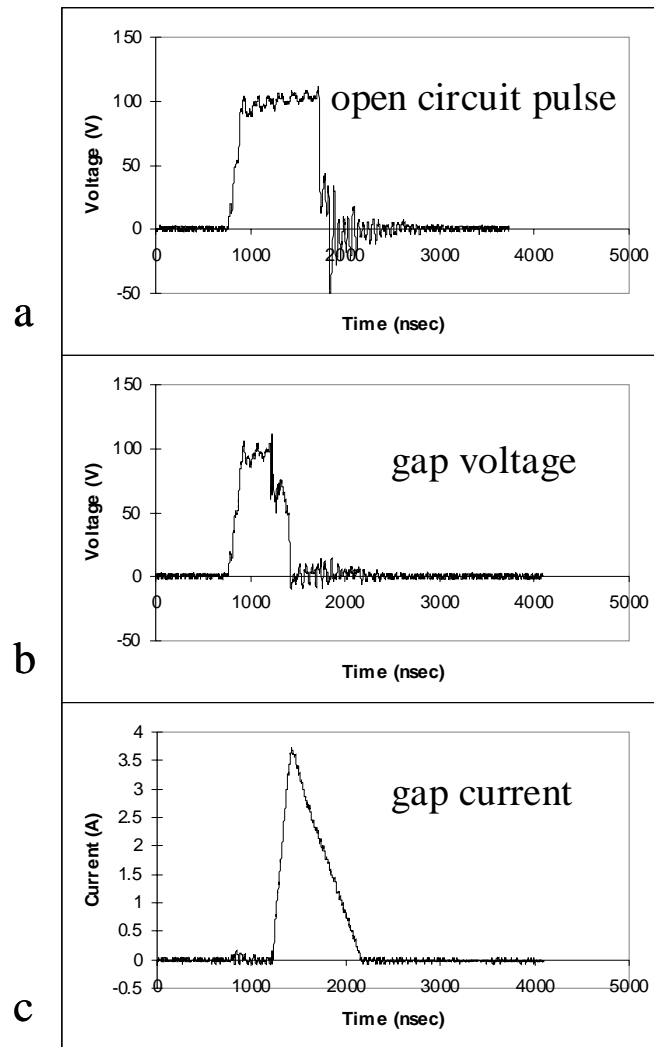 150
100
open circuit pulse
50
Voltage (V)
0
0 1000 2000 3000 4000 5000
-50
Time (nsec)
a
150
100
gap voltage
50
Voltage (V)
0
0 1000 2000 3000 4000 5000
-50
Time (nsec)
b
4
3.5
gap current
3
2.5
2
Current (A)
1.5
1
0.5
0
0 1000 2000 3000 4000 5000
-0.5
Time (nsec)
c